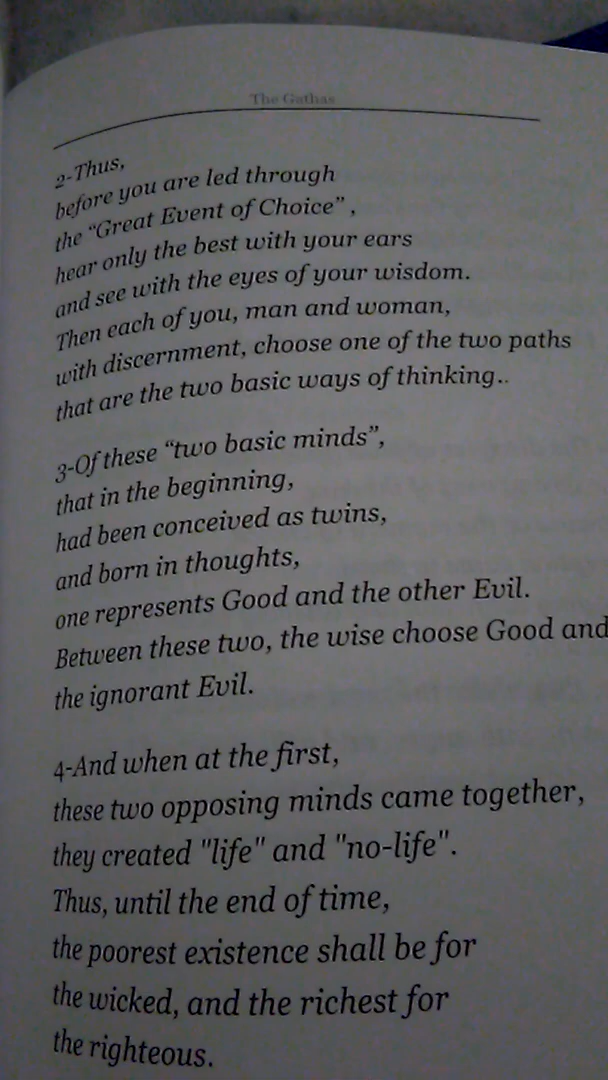 The Gathas
2-Thus,
before you are led through
the “Great Event of Choice” ,
hear only the best with your ears
and see with the eyes of your wisdom.
Then each of you, man and woman,
with discernment, choose one of the two paths
that are the two basic ways of thinking..
3-Of these “two basic minds”,
that in the beginning,
had been conceived as twins,
and born in thoughts,
one represents Good and the other Evil.
Between these two, the wise choose Good and
the ignorant Evil.
4-And when at the first,
these two opposing minds came together,
they created "life" and "no-life".
Thus, until the end of time,
the poorest existence shall be for
the wicked, and the richest for
the righteous.